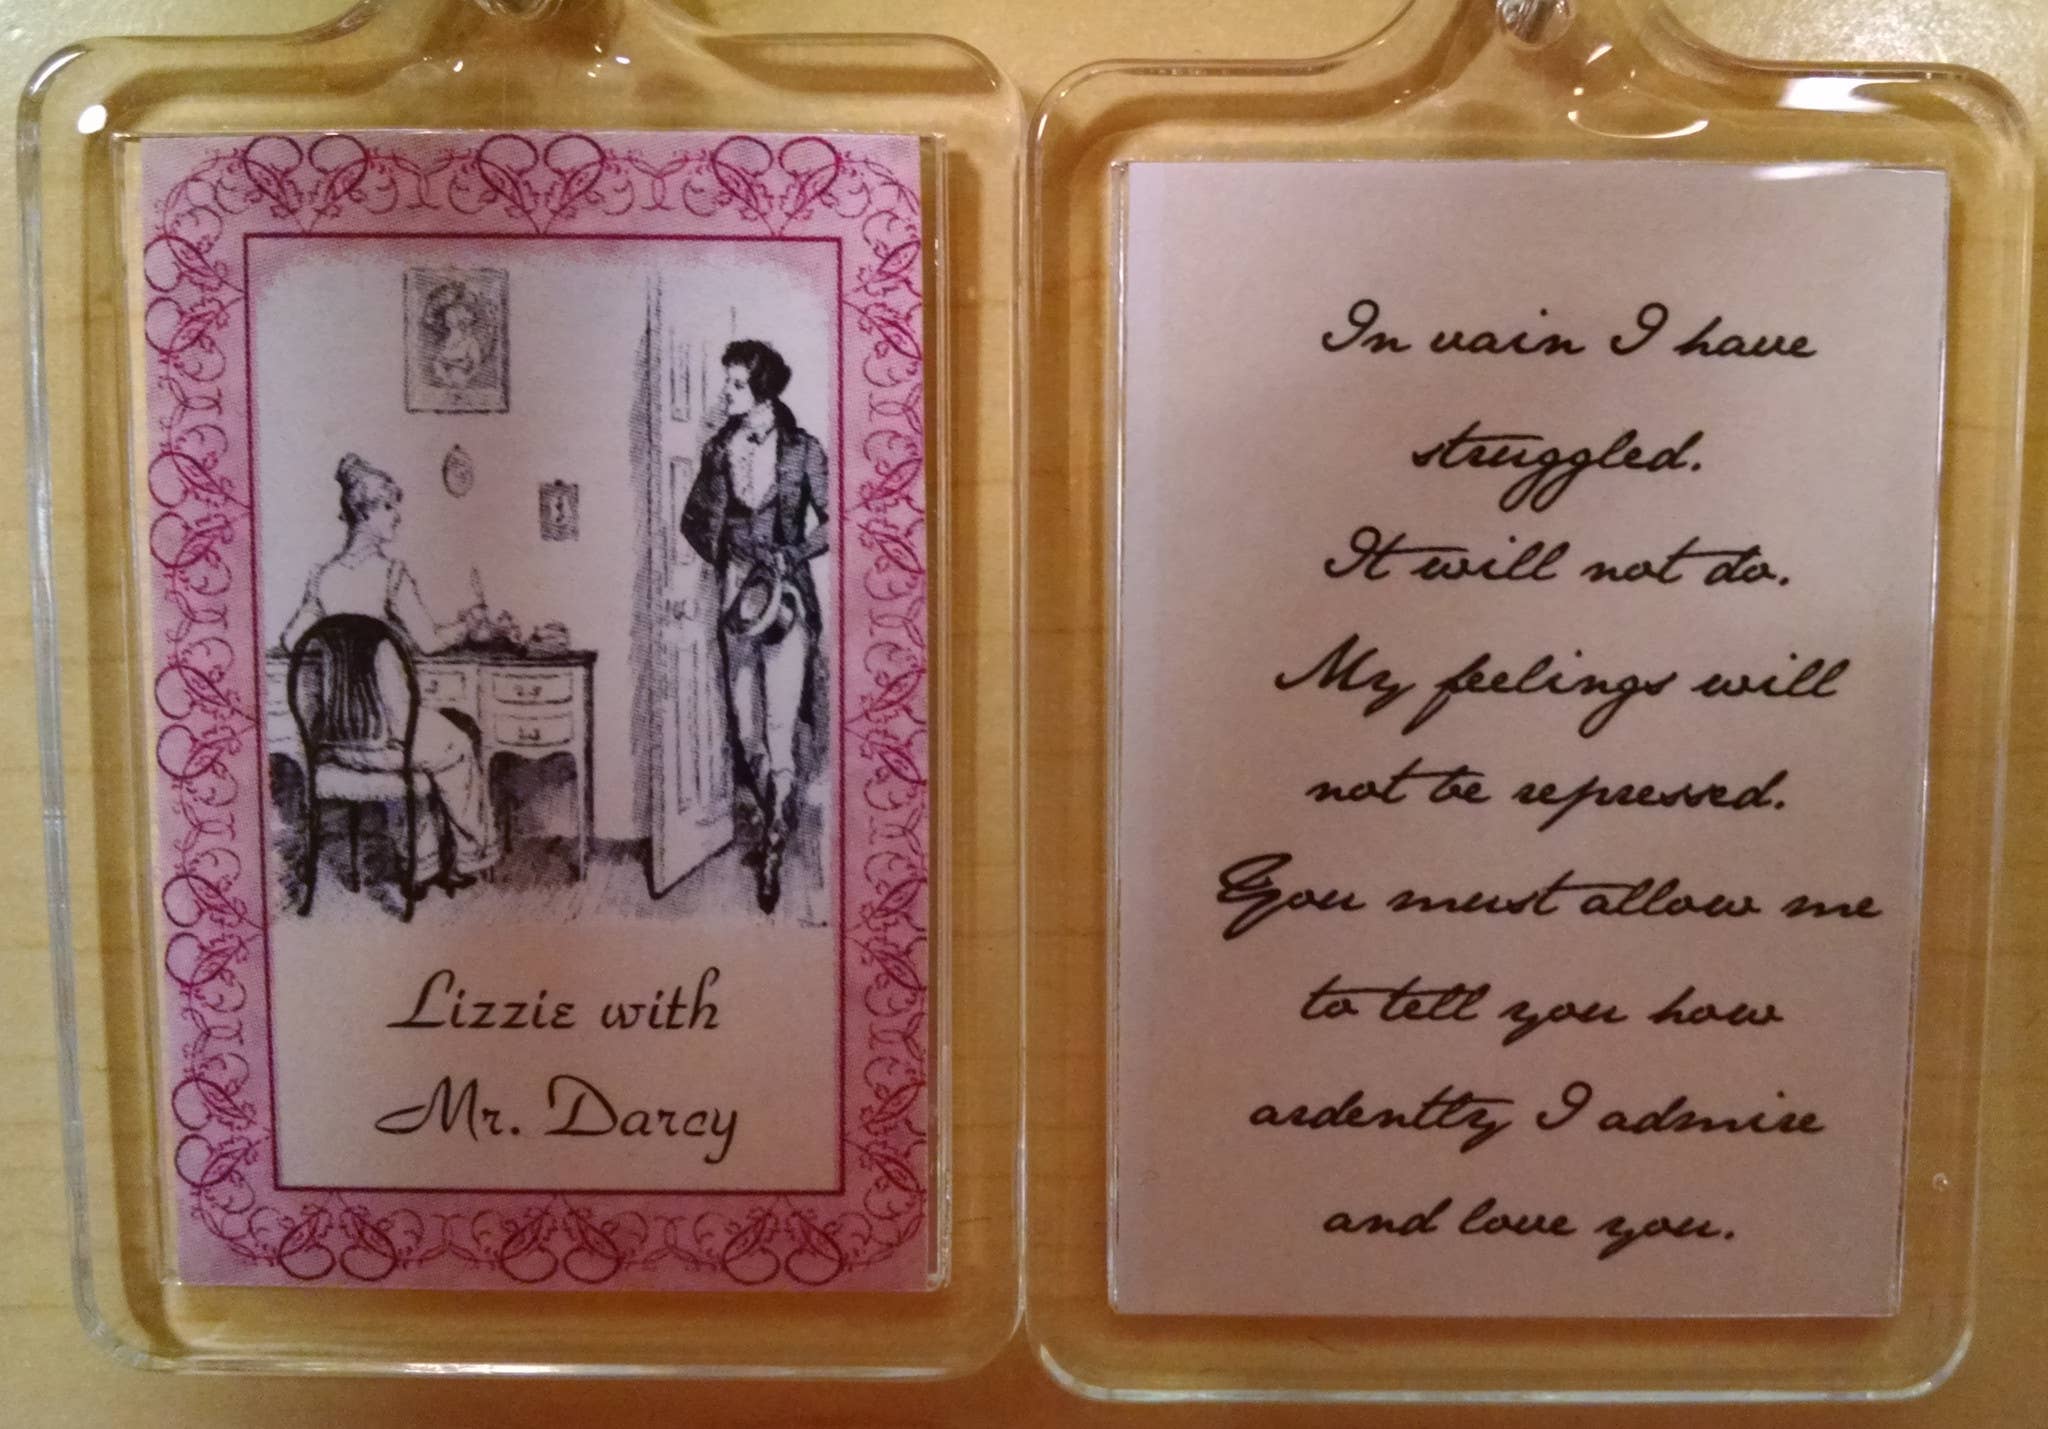 Lizzie with
Mr. Darcy
In vain I have
struggled.
It will not do.
My feelings will
not be repressed.
You must allow me
to tell you how
ardently I admire
and love you.